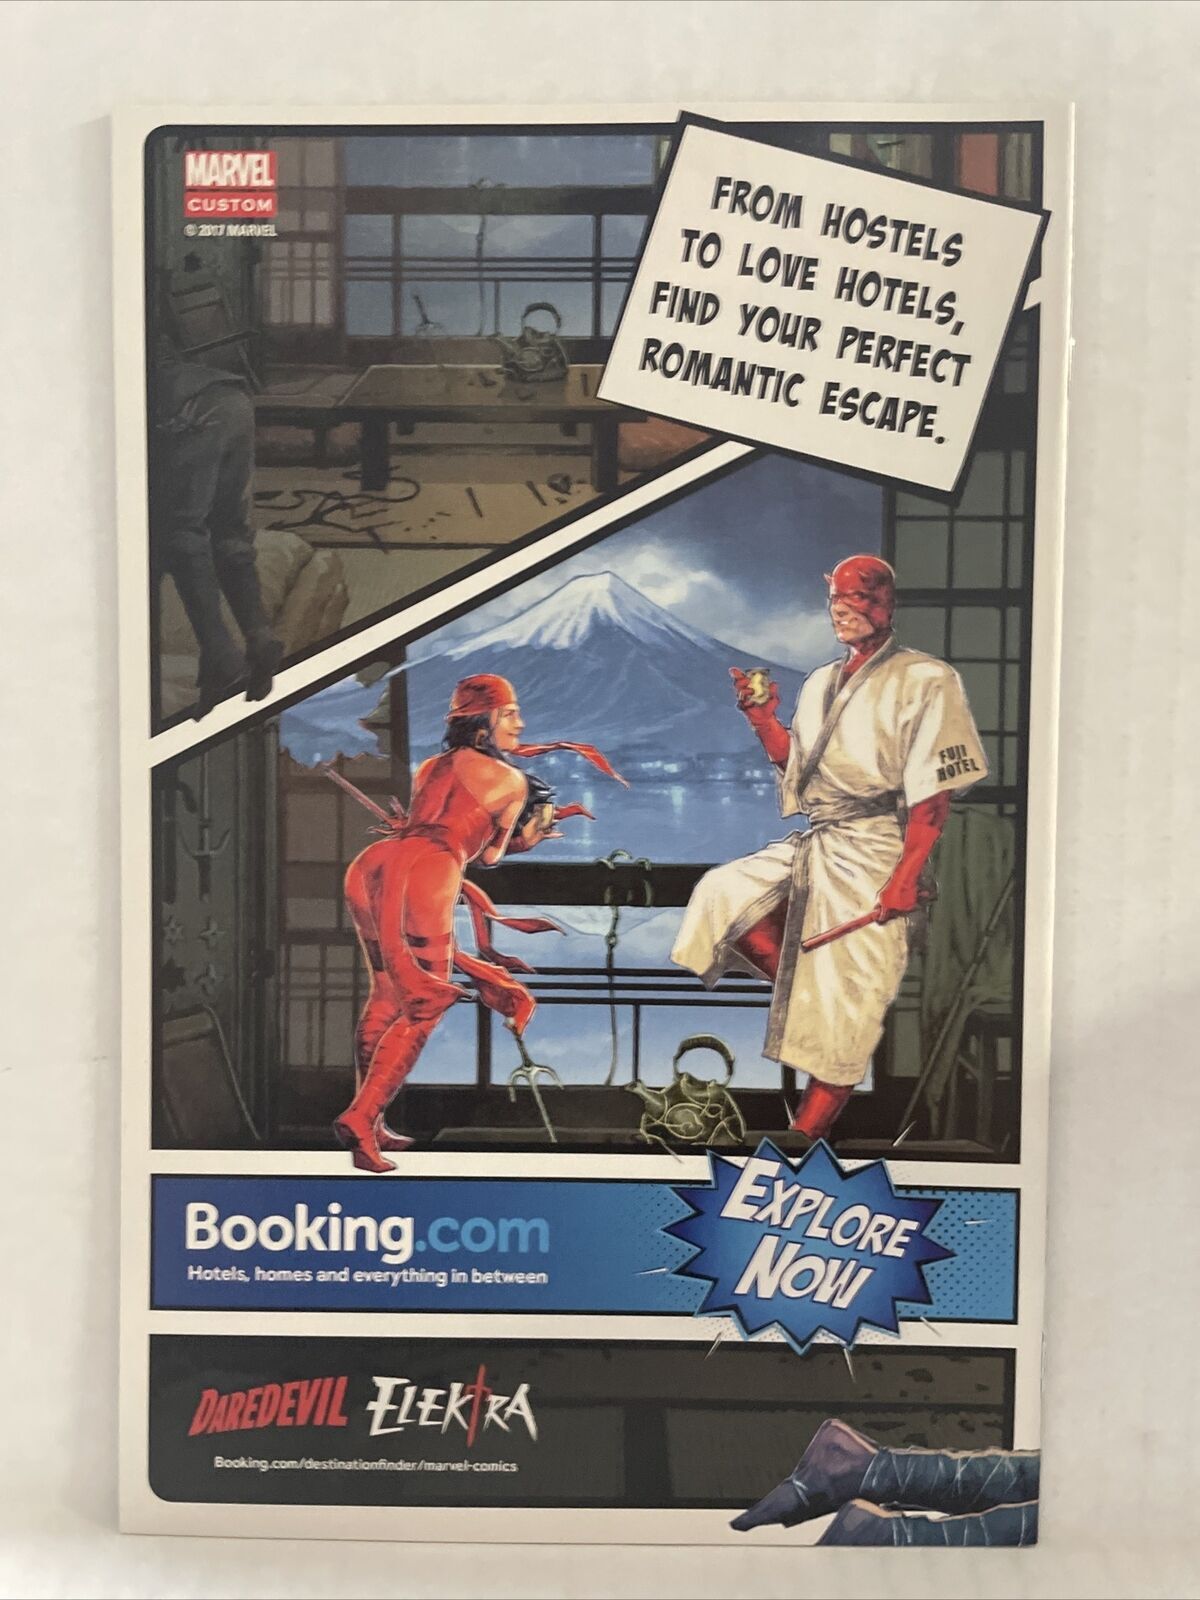 MARVEL
CUSTOM
© 2017 MARVEL
FROM HOSTELS
TO LOVE HOTELS,
FIND YOUR PERFECT
ROMANTIC ESCAPE.
FUJI
HOTEL
Booking.com
Hotels, homes and everything in between
EXPLORE
NOW
DAREDEVIL ELEKTRA
Booking.com/destinationfinder/marvel-comics